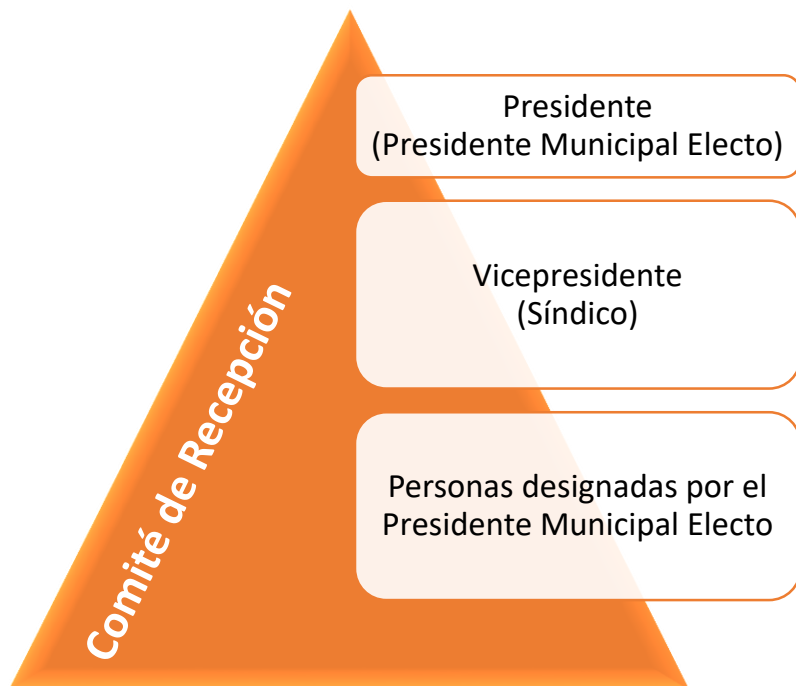 Comité de Recepción
Presidente
(Presidente Municipal Electo)
Vicepresidente
(Síndico)
Personas designadas por el
Presidente Municipal Electo